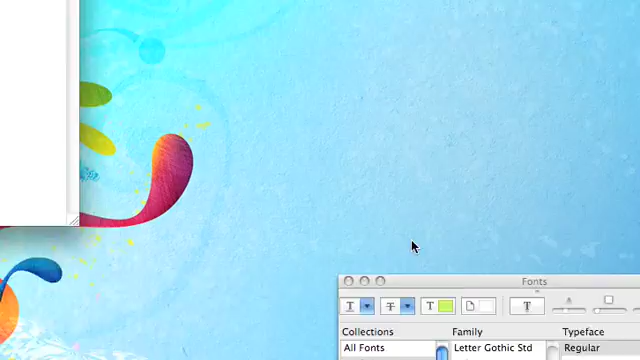 Fonts
T T T T
Collections Family Typeface
All Fonts Letter Gothic Std Regular